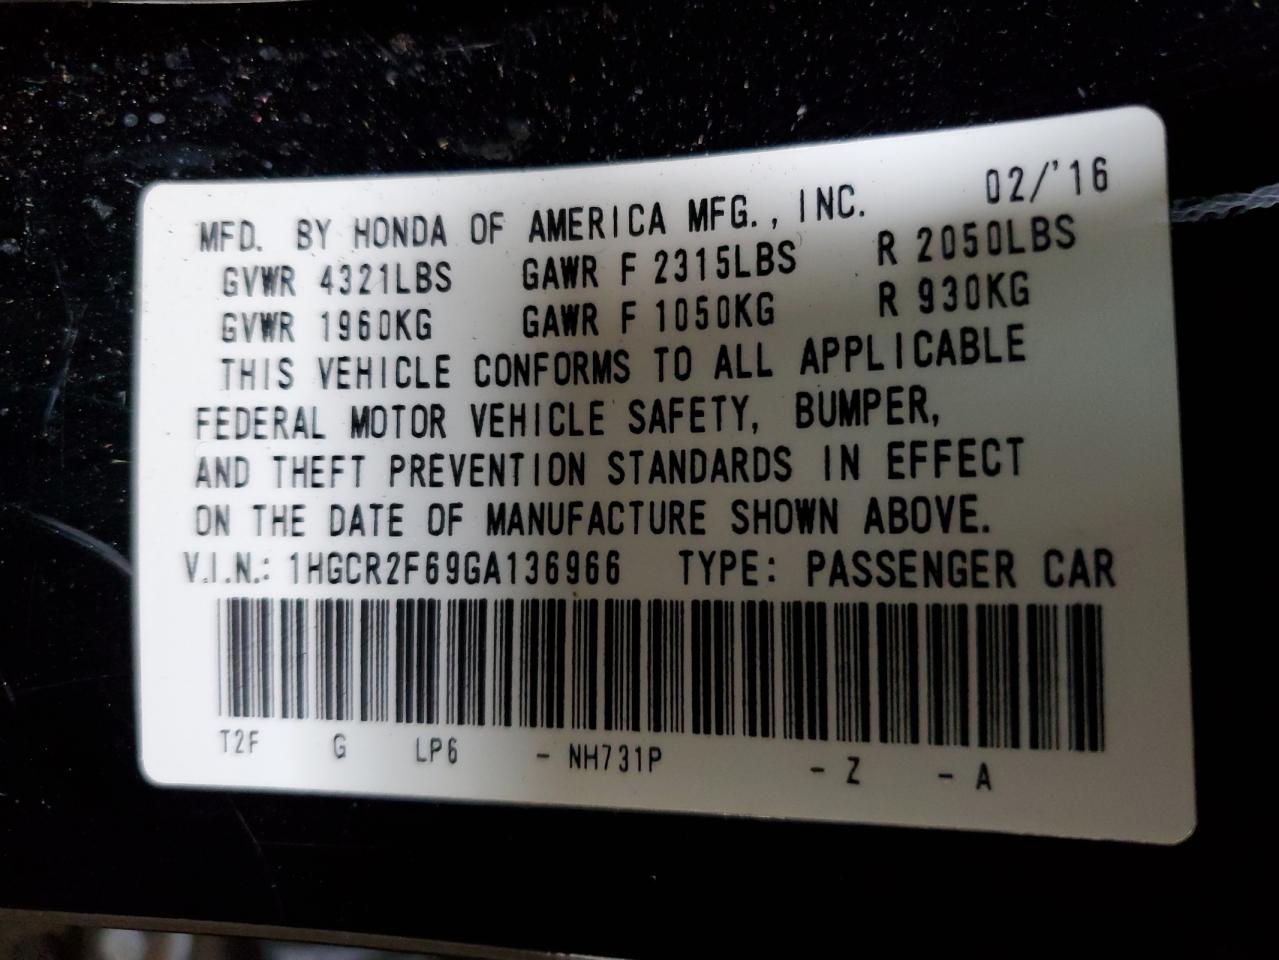 MFD. BY HONDA OF AMERICA MFG., INC. 02/'16
GVWR 4321LBS GAWR F 2315LBS R 2050LBS
GVWR 1960KG GAWR F 1050KG R 930KG
THIS VEHICLE CONFORMS TO ALL APPLICABLE
FEDERAL MOTOR VEHICLE SAFETY, BUMPER,
AND THEFT PREVENTION STANDARDS IN EFFECT
ON THE DATE OF MANUFACTURE SHOWN ABOVE.
V.I.N.: 1HGCR2F69GA136966 TYPE: PASSENGER CAR
T2F G LP6 - NH731P - Z - A